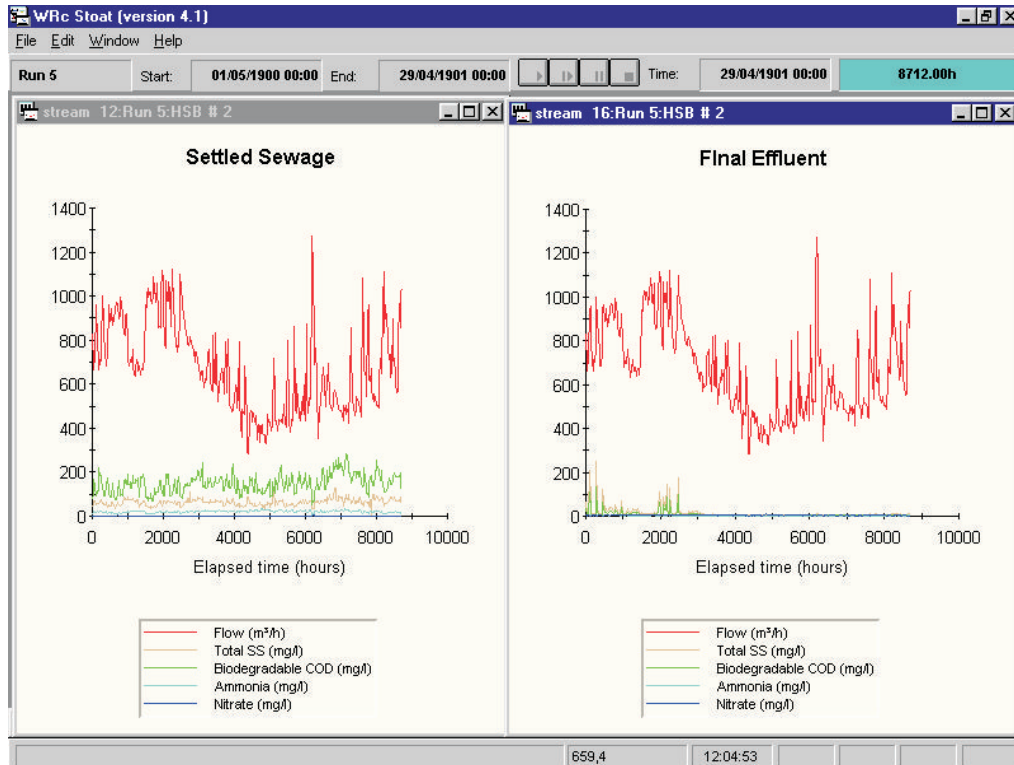 WRc Stoat (version 4.1)
File Edit Window Help
Run 5 Start: 01/05/1900 00:00 End: 29/04/1901 00:00 Time: 29/04/1901 00:00 8712.00h
stream 12:Run 5:HSB # 2
Settled Sewage
1400
1200
1000
800
600
400
200
0
0 2000 4000 6000 8000 10000
Elapsed time (hours)
Flow (m³/h)
Total SS (mg/l)
Biodegradable COD (mg/l)
Ammonia (mg/l)
Nitrate (mg/l)
stream 16:Run 5:HSB # 2
FInal Effluent
1400
1200
1000
800
600
400
200
0
0 2000 4000 6000 8000 10000
Elapsed time (hours)
Flow (m³/h)
Total SS (mg/l)
Biodegradable COD (mg/l)
Ammonia (mg/l)
Nitrate (mg/l)
659,4 12:04:53